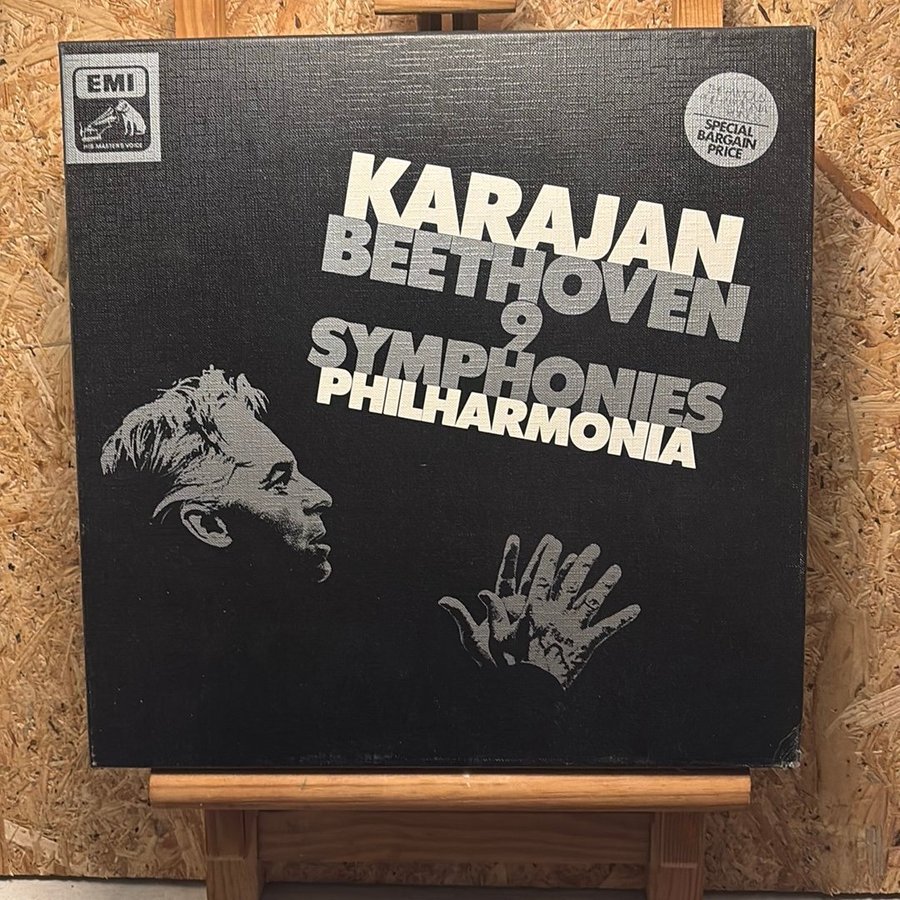 EMI
HIS MASTER'S VOICE
SPECIAL
BARGAIN
PRICE
KARAJAN
BEETHOVEN
9
SYMPHONIES
PHILHARMONIA